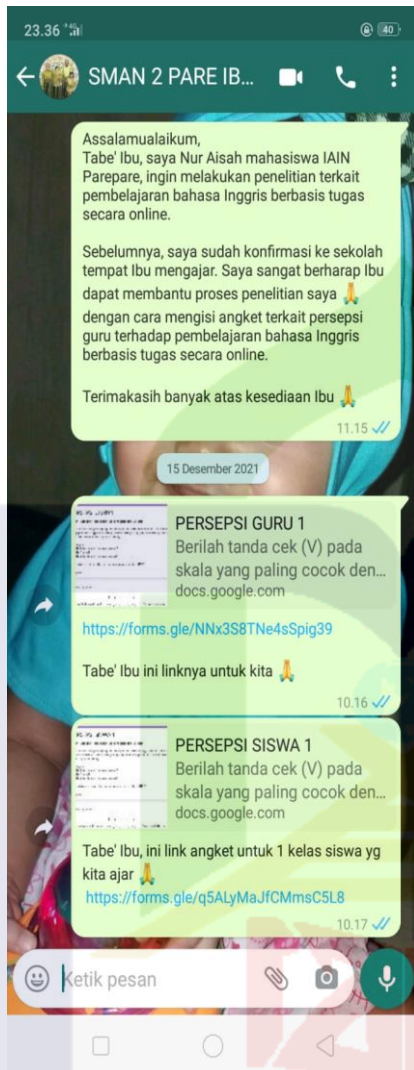 23.36 4G 40
SMAN 2 PARE IB...
Assalamualaikum,
Tabe' Ibu, saya Nur Aisah mahasiswa IAIN
Parepare, ingin melakukan penelitian terkait
pembelajaran bahasa Inggris berbasis tugas
secara online.
Sebelumnya, saya sudah konfirmasi ke sekolah
tempat Ibu mengajar. Saya sangat berharap Ibu
dapat membantu proses penelitian saya 🙏
dengan cara mengisi angket terkait persepsi
guru terhadap pembelajaran bahasa Inggris
berbasis tugas secara online.
Terimakasih banyak atas kesediaan Ibu 🙏
11.15
15 Desember 2021
PERSEPSI GURU 1
Berilah tanda cek (V) pada
skala yang paling cocok den...
docs.google.com
https://forms.gle/NNx3S8TNe4sSpig39
Tabe' Ibu ini linknya untuk kita 🙏
10.16
PERSEPSI SISWA 1
Berilah tanda cek (V) pada
skala yang paling cocok den...
docs.google.com
Tabe' Ibu, ini link angket untuk 1 kelas siswa yg
kita ajar 🙏
https://forms.gle/q5ALyMaJfCMmsC5L8
10.17
Ketik pesan